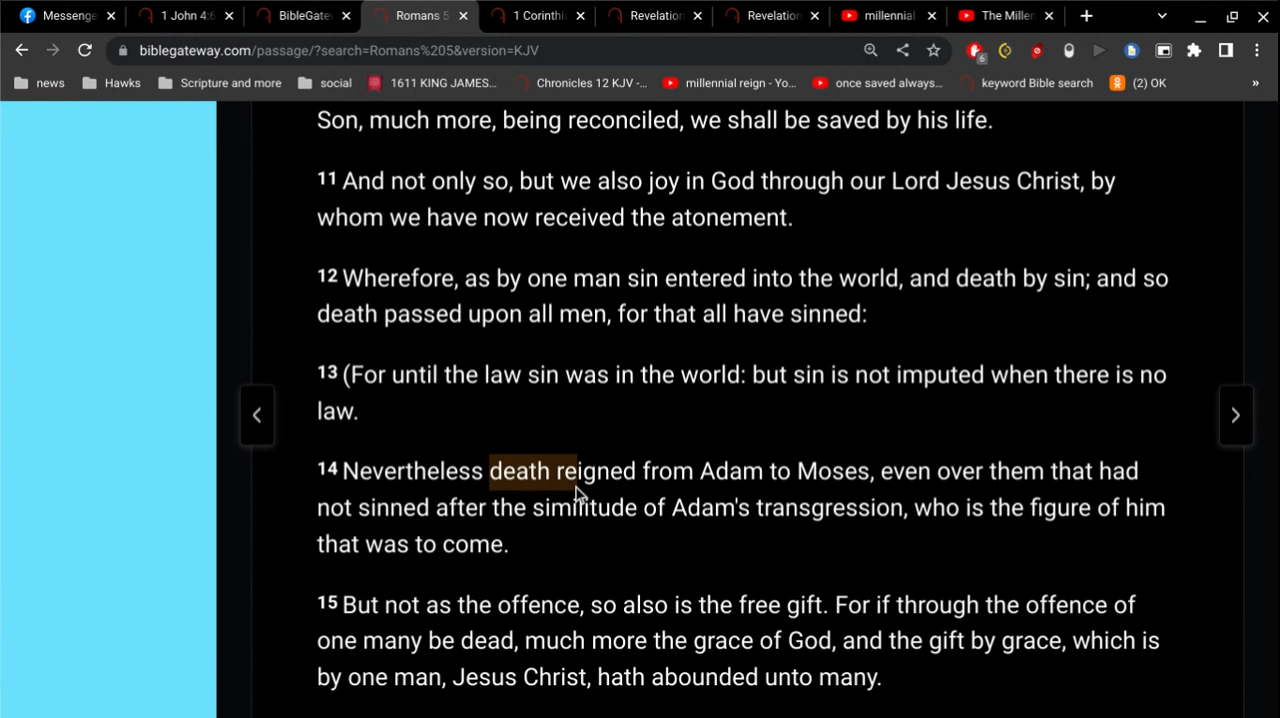 Messenge
1 John 4:6
BibleGate
Romans 5
1 Corinthi
Revelation
Revelation
millennial
The Millen
biblegateway.com/passage/?search=Romans%205&version=KJV
6
news
Hawks
Scripture and more
social
1611 KING JAMES...
Chronicles 12 KJV -...
millennial reign - Yo...
once saved always...
keyword Bible search
(2) OK
»
Son, much more, being reconciled, we shall be saved by his life.
11 And not only so, but we also joy in God through our Lord Jesus Christ, by
whom we have now received the atonement.
12 Wherefore, as by one man sin entered into the world, and death by sin; and so
death passed upon all men, for that all have sinned:
13 (For until the law sin was in the world: but sin is not imputed when there is no
law.
14 Nevertheless death reigned from Adam to Moses, even over them that had
not sinned after the similitude of Adam's transgression, who is the figure of him
that was to come.
15 But not as the offence, so also is the free gift. For if through the offence of
one many be dead, much more the grace of God, and the gift by grace, which is
by one man, Jesus Christ, hath abounded unto many.